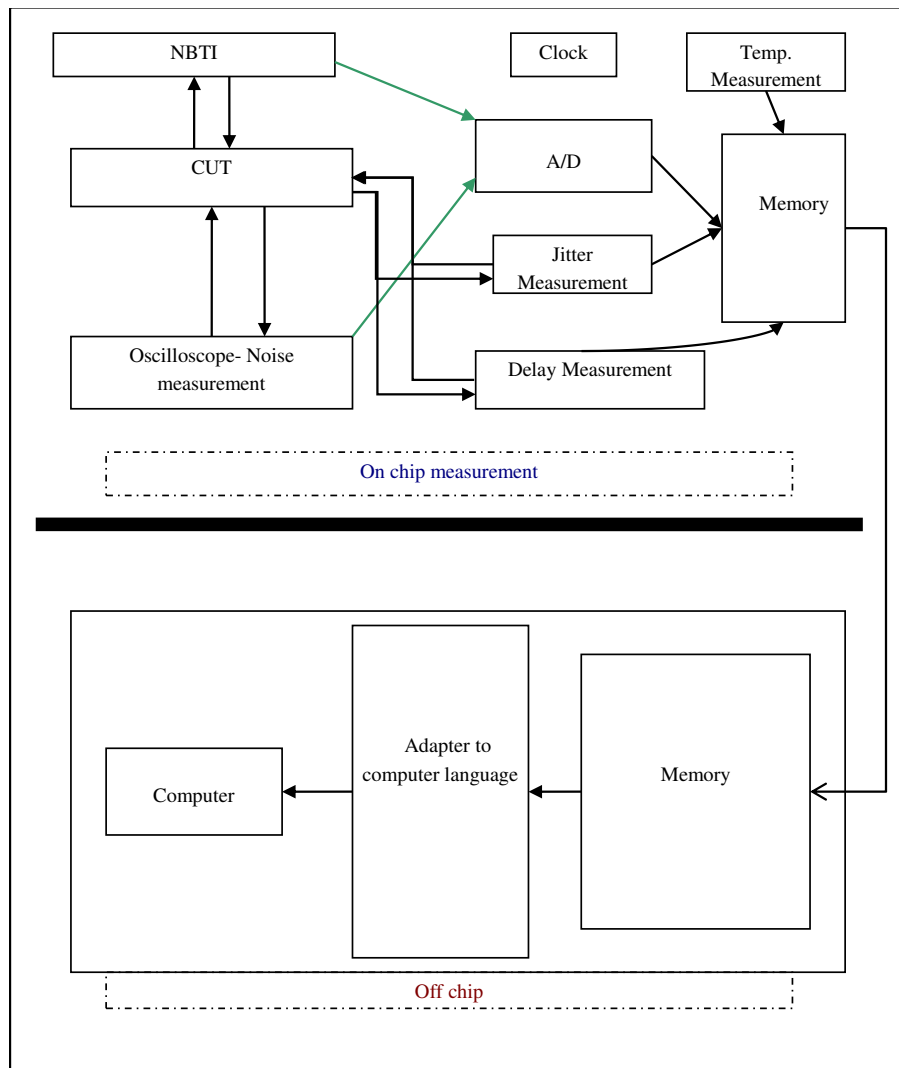 NBTI
Clock
Temp.
Measurement
CUT
A/D
Memory
Jitter
Measurement
Oscilloscope- Noise
measurement
Delay Measurement
On chip measurement
Adapter to
computer language
Memory
Computer
Off chip